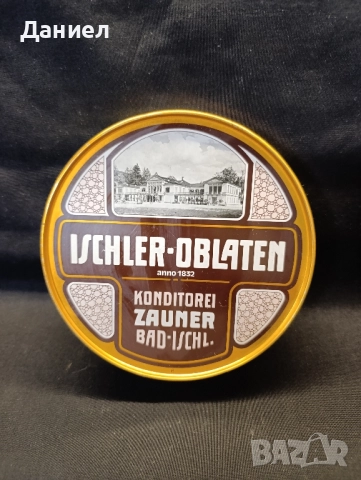 Даниел
ISCHLER-OBLATEN
anno 1832
KONDITOREI
ZAUNER
BAD-ISCHL.
BAZAR